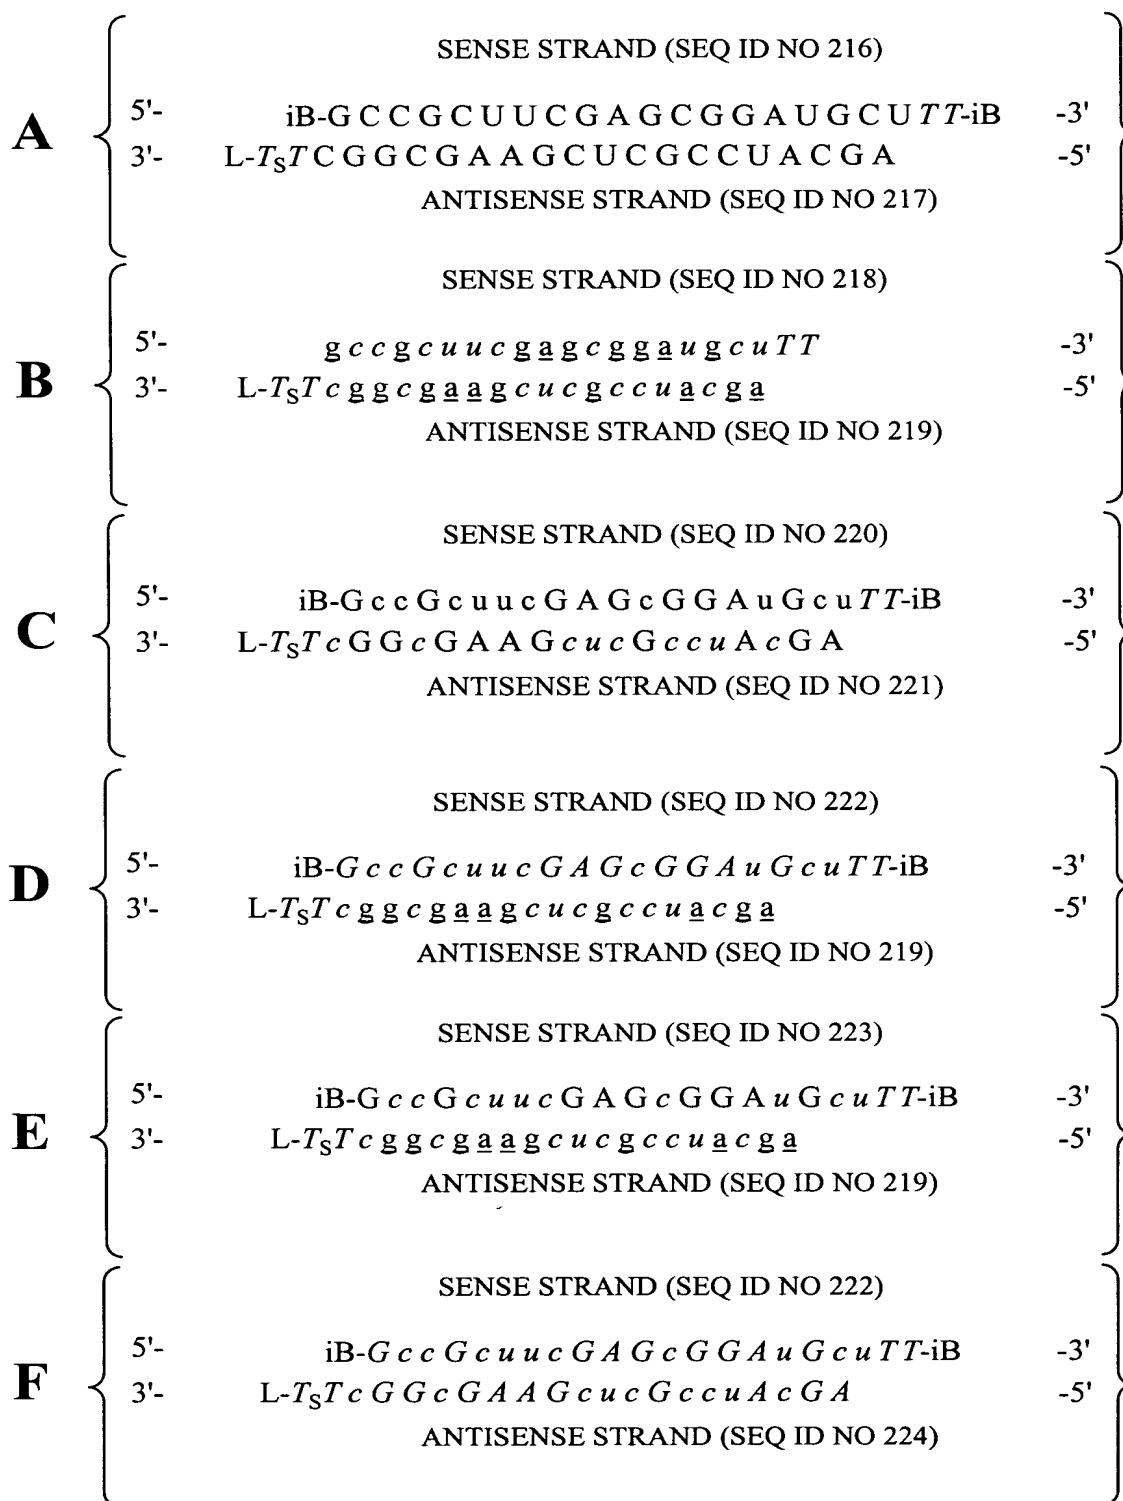 SENSE STRAND (SEQ ID NO 216)
A
5'- iB-G C C G C U U C G A G C G G A U G C U T T-iB -3'
3'- L-TsT C G G C G A A G C U C G C C U A C G A -5'
ANTISENSE STRAND (SEQ ID NO 217)
SENSE STRAND (SEQ ID NO 218)
B
5'- g c c g c u u c g a g c g g a u g c u T T -3'
3'- L-TsT c g g c g a a g c u c g c c u a c g a -5'
ANTISENSE STRAND (SEQ ID NO 219)
SENSE STRAND (SEQ ID NO 220)
C
5'- iB-G c c G c u u c G A G c G G A u G c u T T-iB -3'
3'- L-TsT c G G c G A A G c u c G c c u A c G A -5'
ANTISENSE STRAND (SEQ ID NO 221)
SENSE STRAND (SEQ ID NO 222)
D
5'- iB-G c c G c u u c G A G c G G A u G c u T T-iB -3'
3'- L-TsT c g g c g a a g c u c g c c u a c g a -5'
ANTISENSE STRAND (SEQ ID NO 219)
SENSE STRAND (SEQ ID NO 223)
E
5'- iB-G c c G c u u c G A G c G G A u G c u T T-iB -3'
3'- L-TsT c g g c g a a g c u c g c c u a c g a -5'
ANTISENSE STRAND (SEQ ID NO 219)
SENSE STRAND (SEQ ID NO 222)
F
5'- iB-G c c G c u u c G A G c G G A u G c u T T-iB -3'
3'- L-TsT c G G c G A A G c u c G c c u A c G A -5'
ANTISENSE STRAND (SEQ ID NO 224)